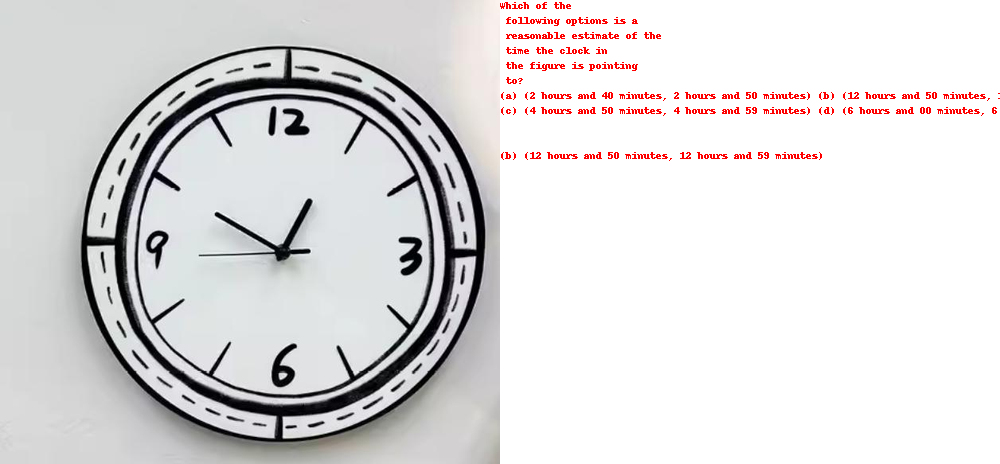 Which of the
following options is a
reasonable estimate of the
time the clock in
the figure is pointing
to?
(a) (2 hours and 40 minutes, 2 hours and 50 minutes) (b) (12 hours and 50 minutes,
(c) (4 hours and 50 minutes, 4 hours and 59 minutes) (d) (6 hours and 00 minutes, 6
(b) (12 hours and 50 minutes, 12 hours and 59 minutes)
12
9
3
6